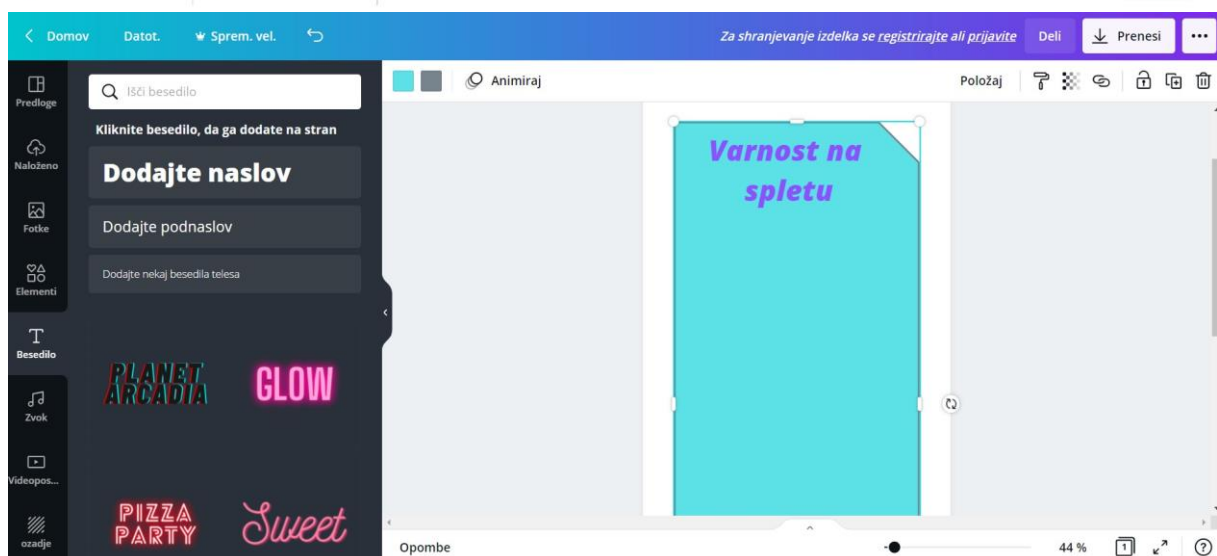 Domov
Datot.
Sprem. vel.
Za shranjevanje izdelka se registrirajte ali prijavite
Deli
Prenesi
Predloge
Naloženo
Fotke
Elementi
Besedilo
Zvok
Videopos...
ozadje
Išči besedilo
Kliknite besedilo, da ga dodate na stran
Dodajte naslov
Dodajte podnaslov
Dodajte nekaj besedila telesa
PLANET
ARCADIA
GLOW
PIZZA
PARTY
Sweet
Animiraj
Položaj
Varnost na
spletu
Opombe
44 %
1